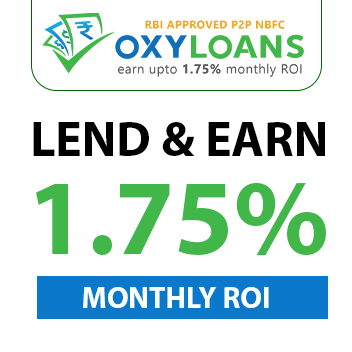 RBI APPROVED P2P NBFC
OXYLOANS
earn upto 1.75% monthly ROI
LEND & EARN
1.75%
MONTHLY ROI